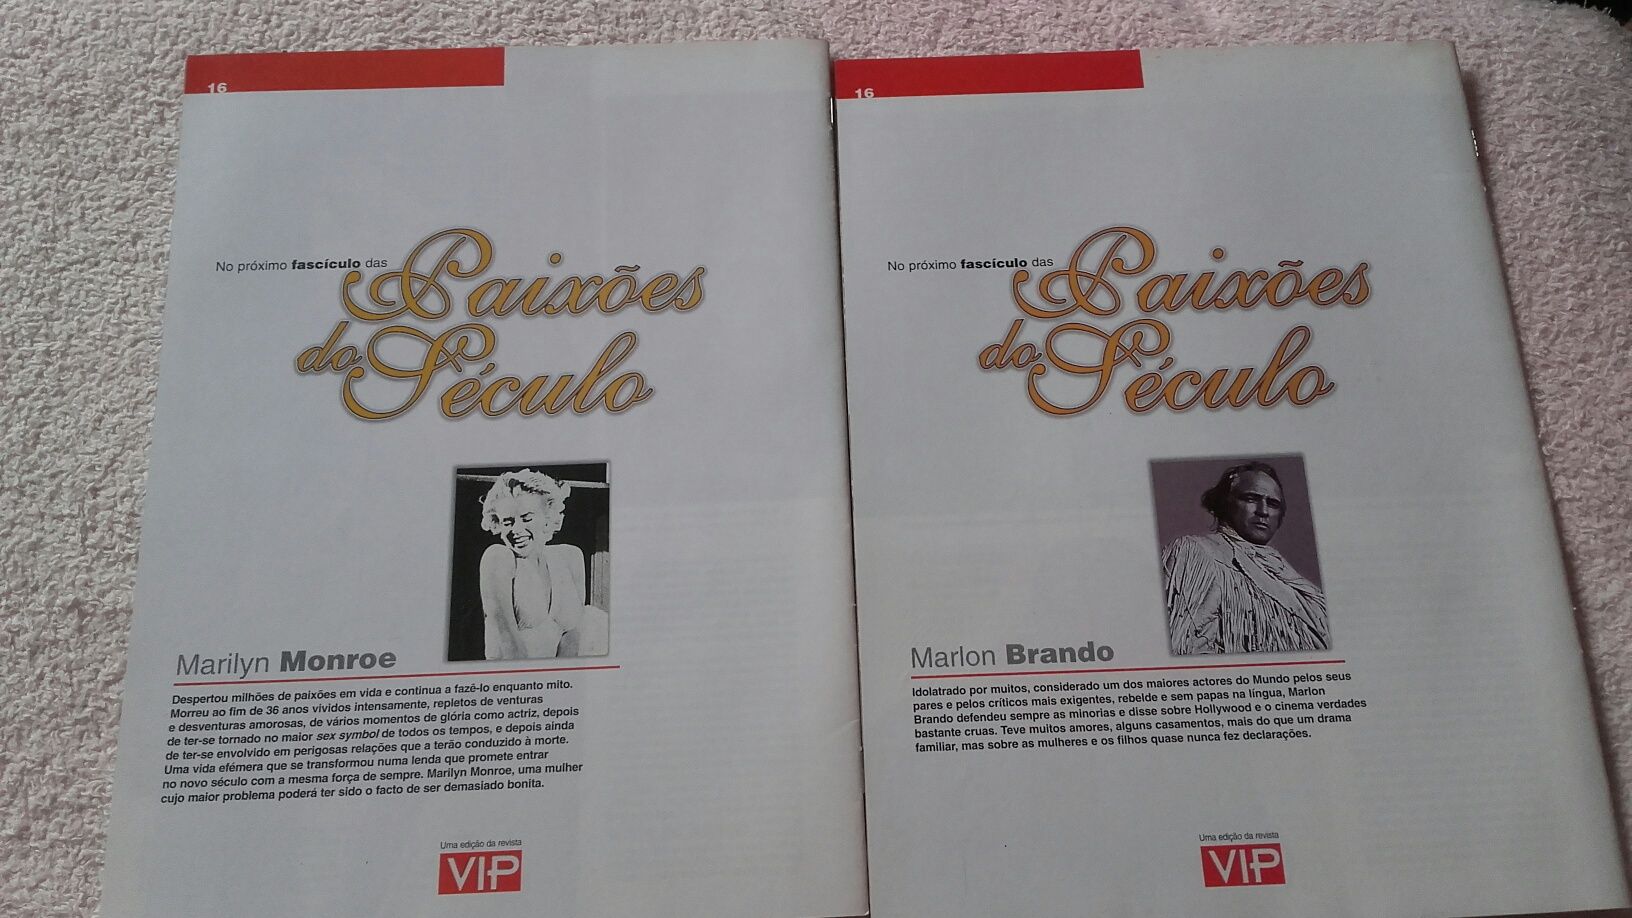 16
No próximo fascículo das
Paixões
do Século
Marilyn Monroe
Despertou milhões de paixões em vida e continua a fazê-lo enquanto mito.
Morreu ao fim de 36 anos vividos intensamente, repletos de venturas
e desventuras amorosas, de vários momentos de glória como actriz, depois
de ter-se tornado no maior sex symbol de todos os tempos, e depois ainda
de ter-se envolvido em perigosas relações que a terão conduzido à morte.
Uma vida efémera que se transformou numa lenda que promete entrar
no novo século com a mesma força de sempre. Marilyn Monroe, uma mulher
cujo maior problema poderá ter sido o facto de ser demasiado bonita.
Uma edição da revista
VIP
16
No próximo fascículo das
Paixões
do Século
Marlon Brando
Idolatrado por muitos, considerado um dos maiores actores do Mundo pelos seus
pares e pelos críticos mais exigentes, rebelde e sem papas na língua, Marlon
Brando defendeu sempre as minorias e disse sobre Hollywood e o cinema verdades
bastante cruas. Teve muitos amores, alguns casamentos, mais do que um drama
familiar, mas sobre as mulheres e os filhos quase nunca fez declarações.
Uma edição da revista
VIP